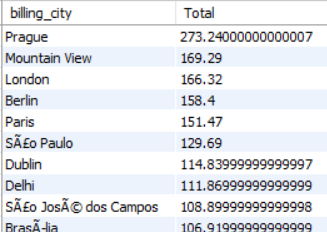 billing_city Total
Prague 273.24000000000007
Mountain View 169.29
London 166.32
Berlin 158.4
Paris 151.47
SÃ£o Paulo 129.69
Dublin 114.83999999999997
Delhi 111.86999999999999
SÃ£o JosÃ© dos Campos 108.89999999999998
BrasÃ­lia 106.91999999999999